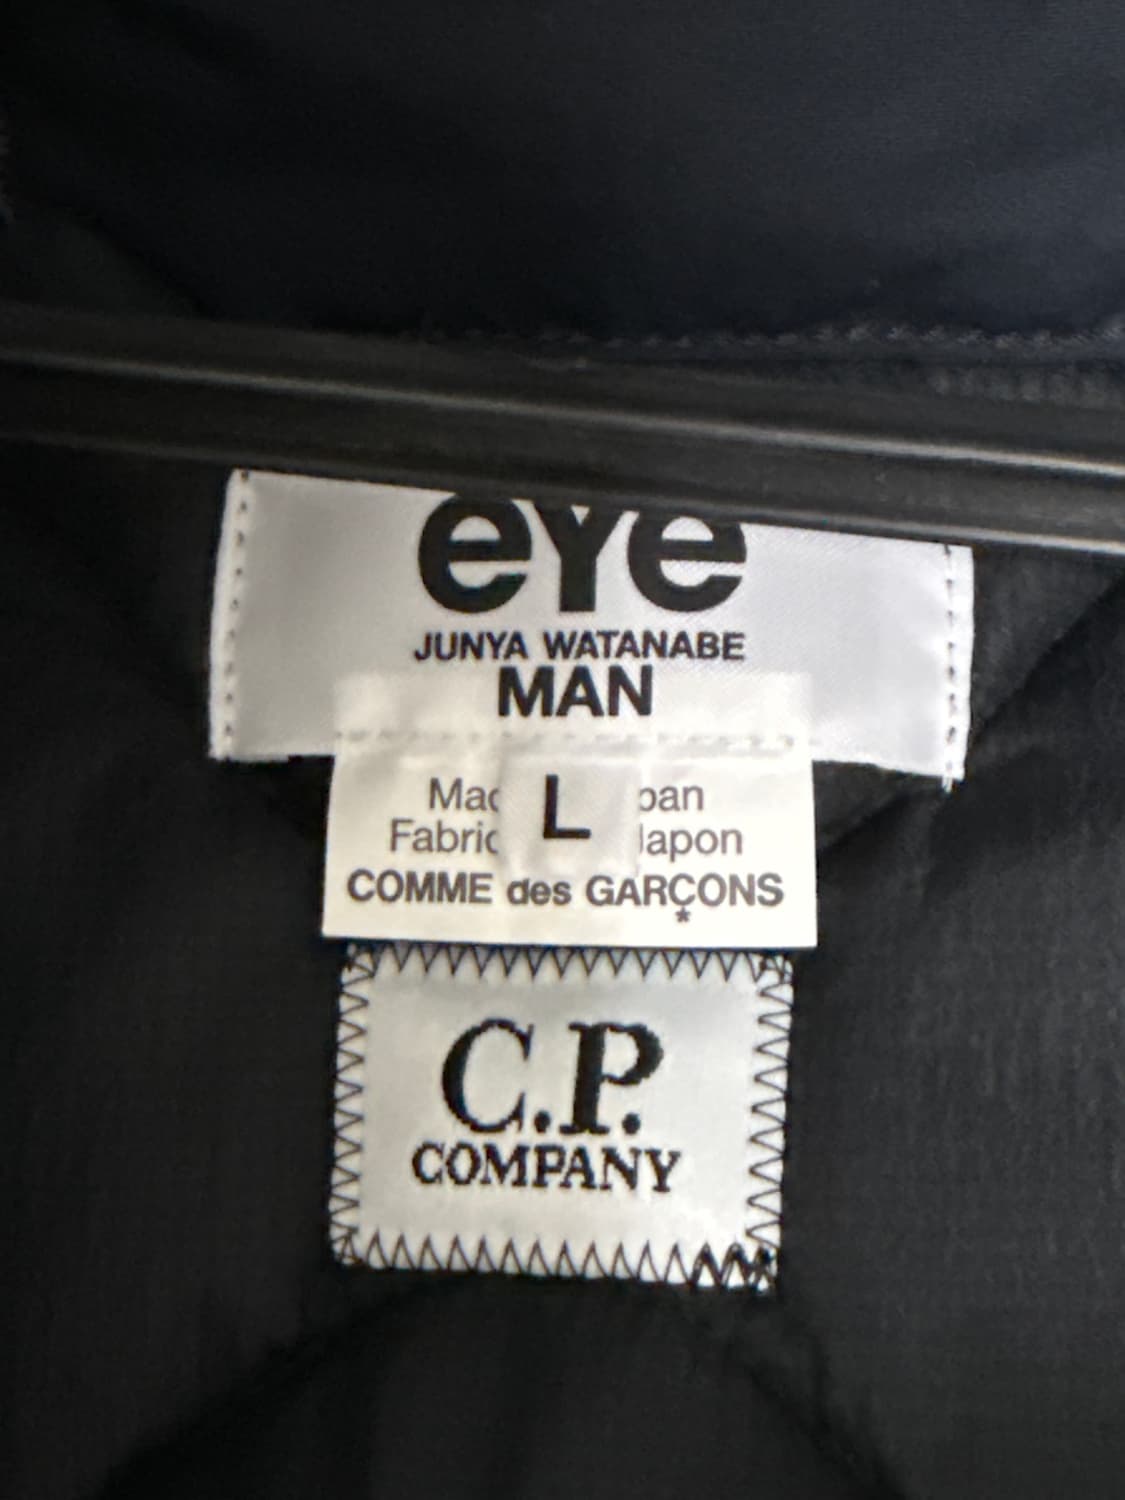 eYe
JUNYA WATANABE
MAN
L
COMME des GARÇONS
*
C.P.
COMPANY